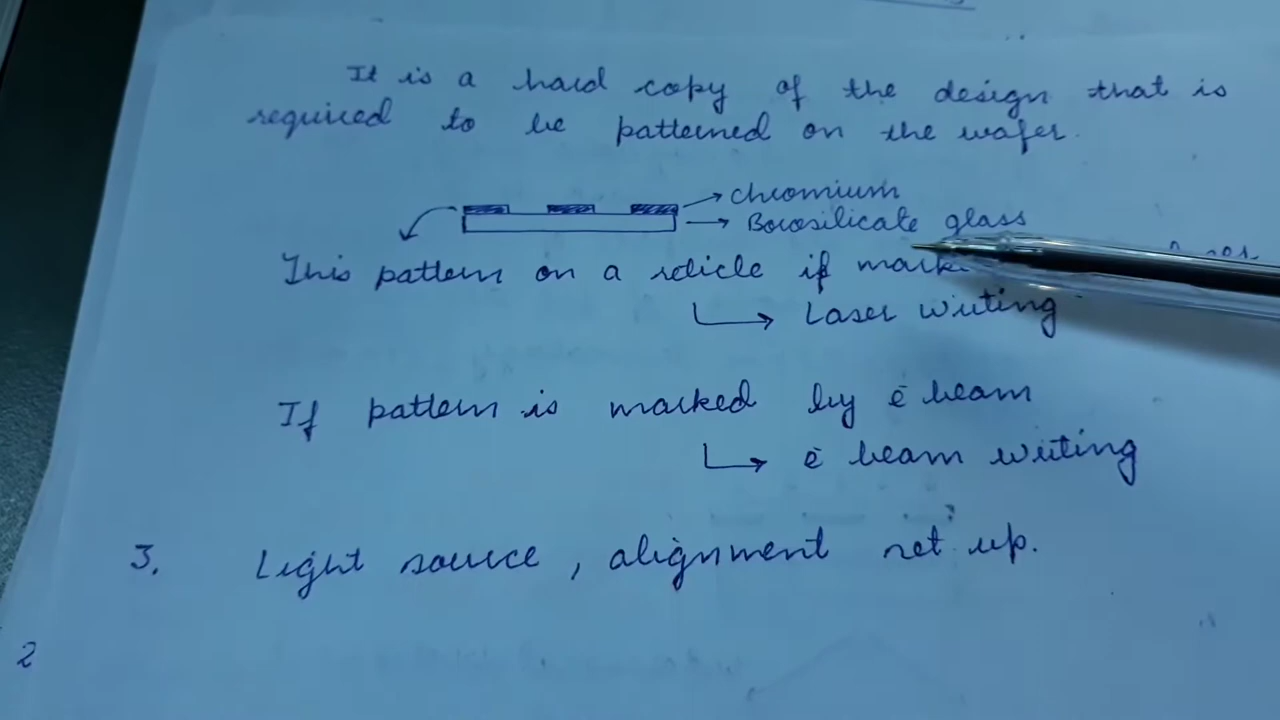 It is a hard copy of the design that is
required to be patterned on the wafer.
chromium
Borosilicate glass
This pattern on a reticle if
Laser writing
If pattern is marked by ē beam
ē beam writing
3. Light source, alignment set up.
2